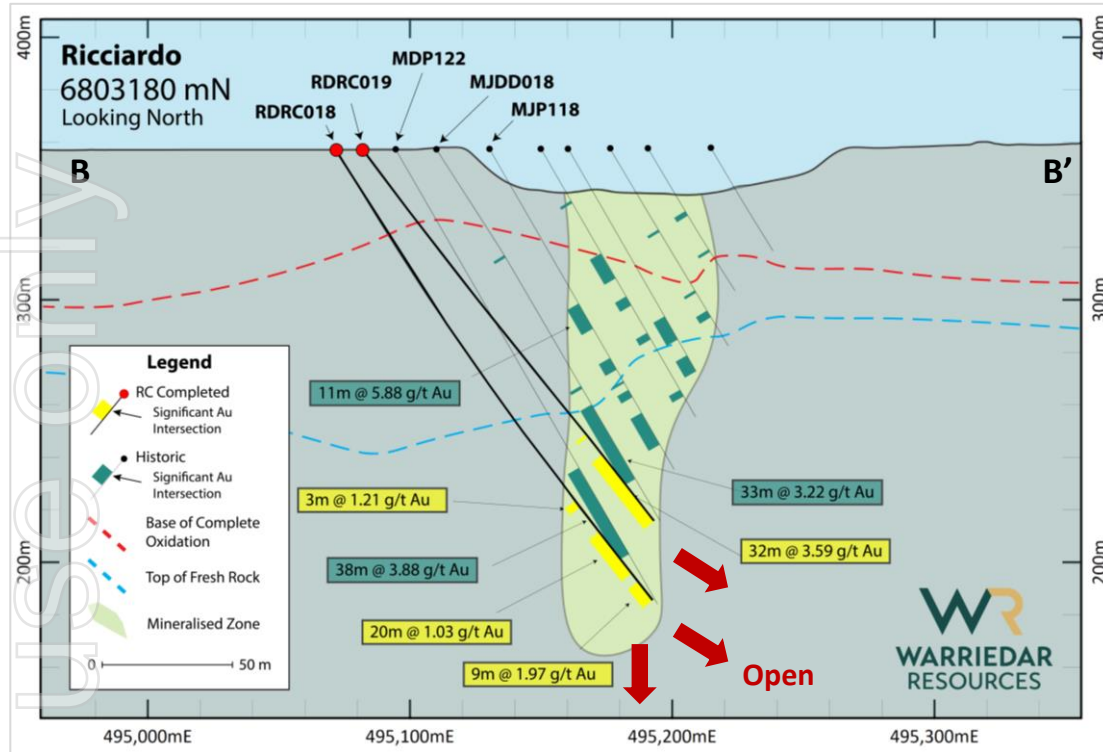 400m
400m
Ricciardo
6803180 mN
Looking North
MDP122
RDRC019
MJDD018
RDRC018
MJP118
B
B’
300m
300m
Legend
RC Completed
Significant Au
Intersection
Historic
Significant Au
Intersection
Base of Complete
Oxidation
Top of Fresh Rock
Mineralised Zone
0
50 m
11m @ 5.88 g/t Au
3m @ 1.21 g/t Au
38m @ 3.88 g/t Au
20m @ 1.03 g/t Au
9m @ 1.97 g/t Au
33m @ 3.22 g/t Au
32m @ 3.59 g/t Au
200m
200m
Open
WR
WARRIEDAR
RESOURCES
495,000mE
495,100mE
495,200mE
495,300mE
use only